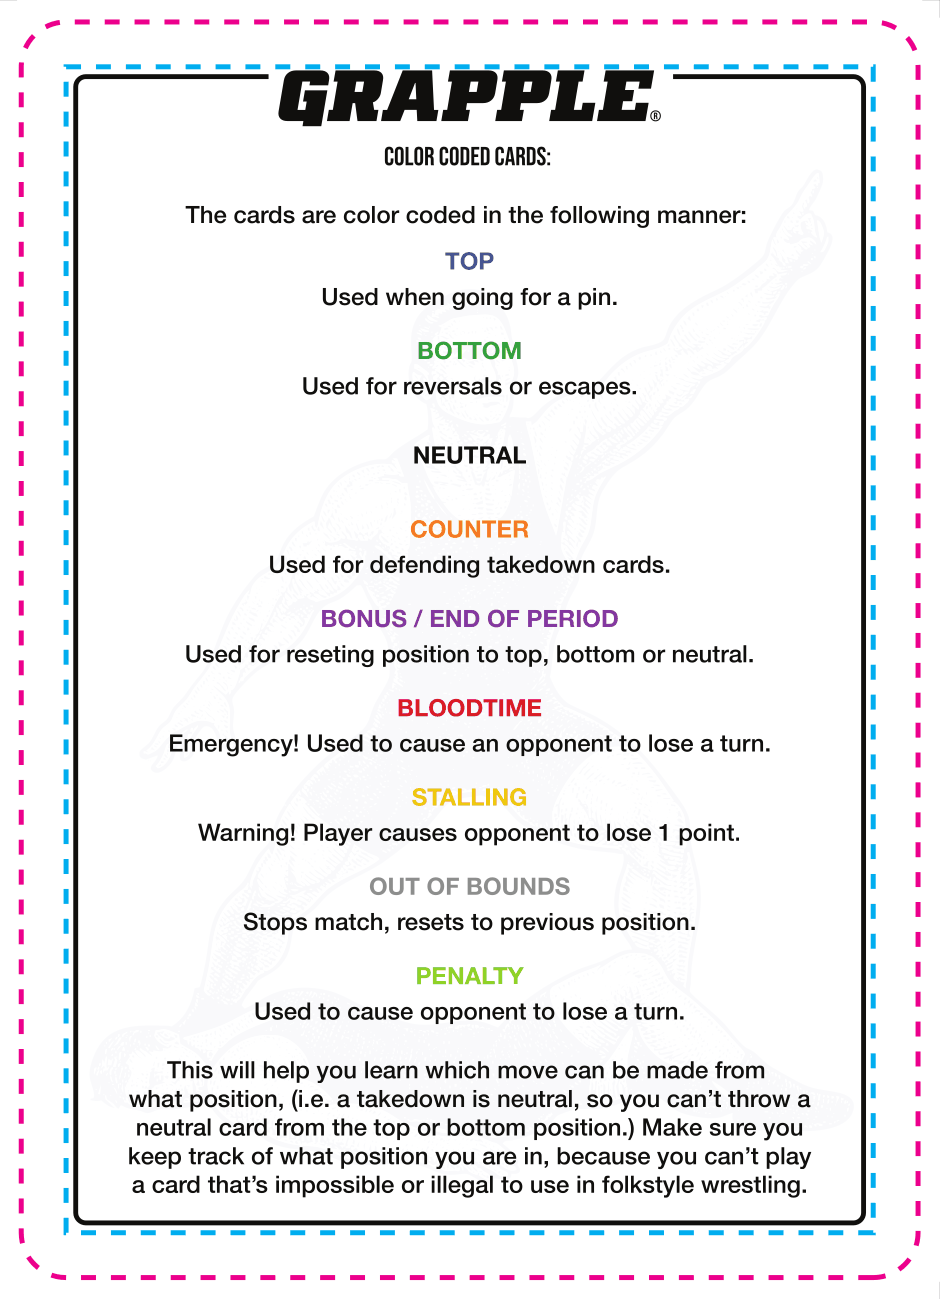 GRAPPLE®
COLOR CODED CARDS:
The cards are color coded in the following manner:
TOP
Used when going for a pin.
BOTTOM
Used for reversals or escapes.
NEUTRAL
COUNTER
Used for defending takedown cards.
BONUS / END OF PERIOD
Used for reseting position to top, bottom or neutral.
BLOODTIME
Emergency! Used to cause an opponent to lose a turn.
STALLING
Warning! Player causes opponent to lose 1 point.
OUT OF BOUNDS
Stops match, resets to previous position.
PENALTY
Used to cause opponent to lose a turn.
This will help you learn which move can be made from
what position, (i.e. a takedown is neutral, so you can’t throw a
neutral card from the top or bottom position.) Make sure you
keep track of what position you are in, because you can’t play
a card that’s impossible or illegal to use in folkstyle wrestling.